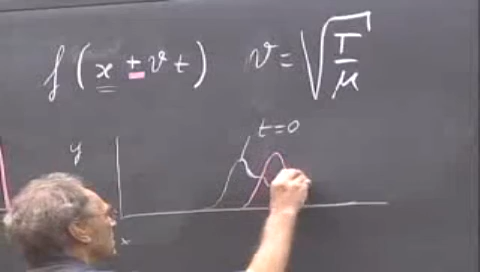 f(x ± vt) v = √(T/μ)
t=0
y
x